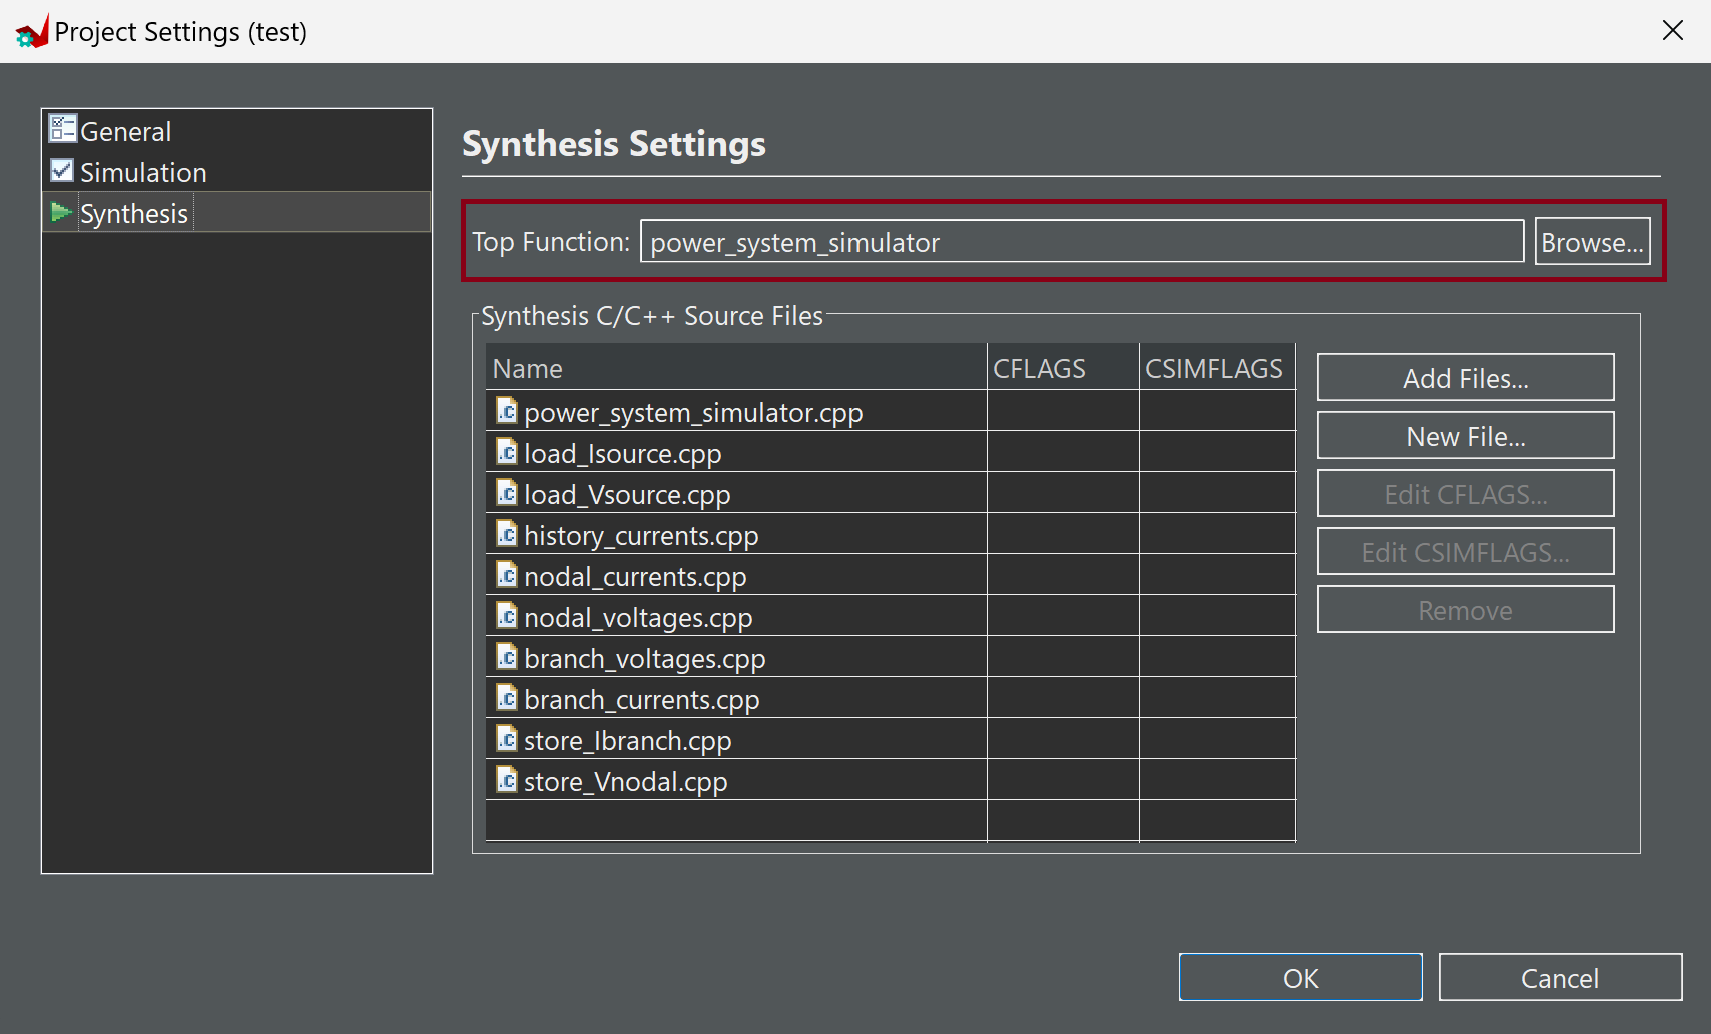 Project Settings (test)
General
Simulation
Synthesis
Synthesis Settings
Top Function: power_system_simulator Browse...
Synthesis C/C++ Source Files
Name CFLAGS CSIMFLAGS
power_system_simulator.cpp
load_Isource.cpp
load_Vsource.cpp
history_currents.cpp
nodal_currents.cpp
nodal_voltages.cpp
branch_voltages.cpp
branch_currents.cpp
store_Ibranch.cpp
store_Vnodal.cpp
Add Files...
New File...
Edit CFLAGS...
Edit CSIMFLAGS...
Remove
OK Cancel